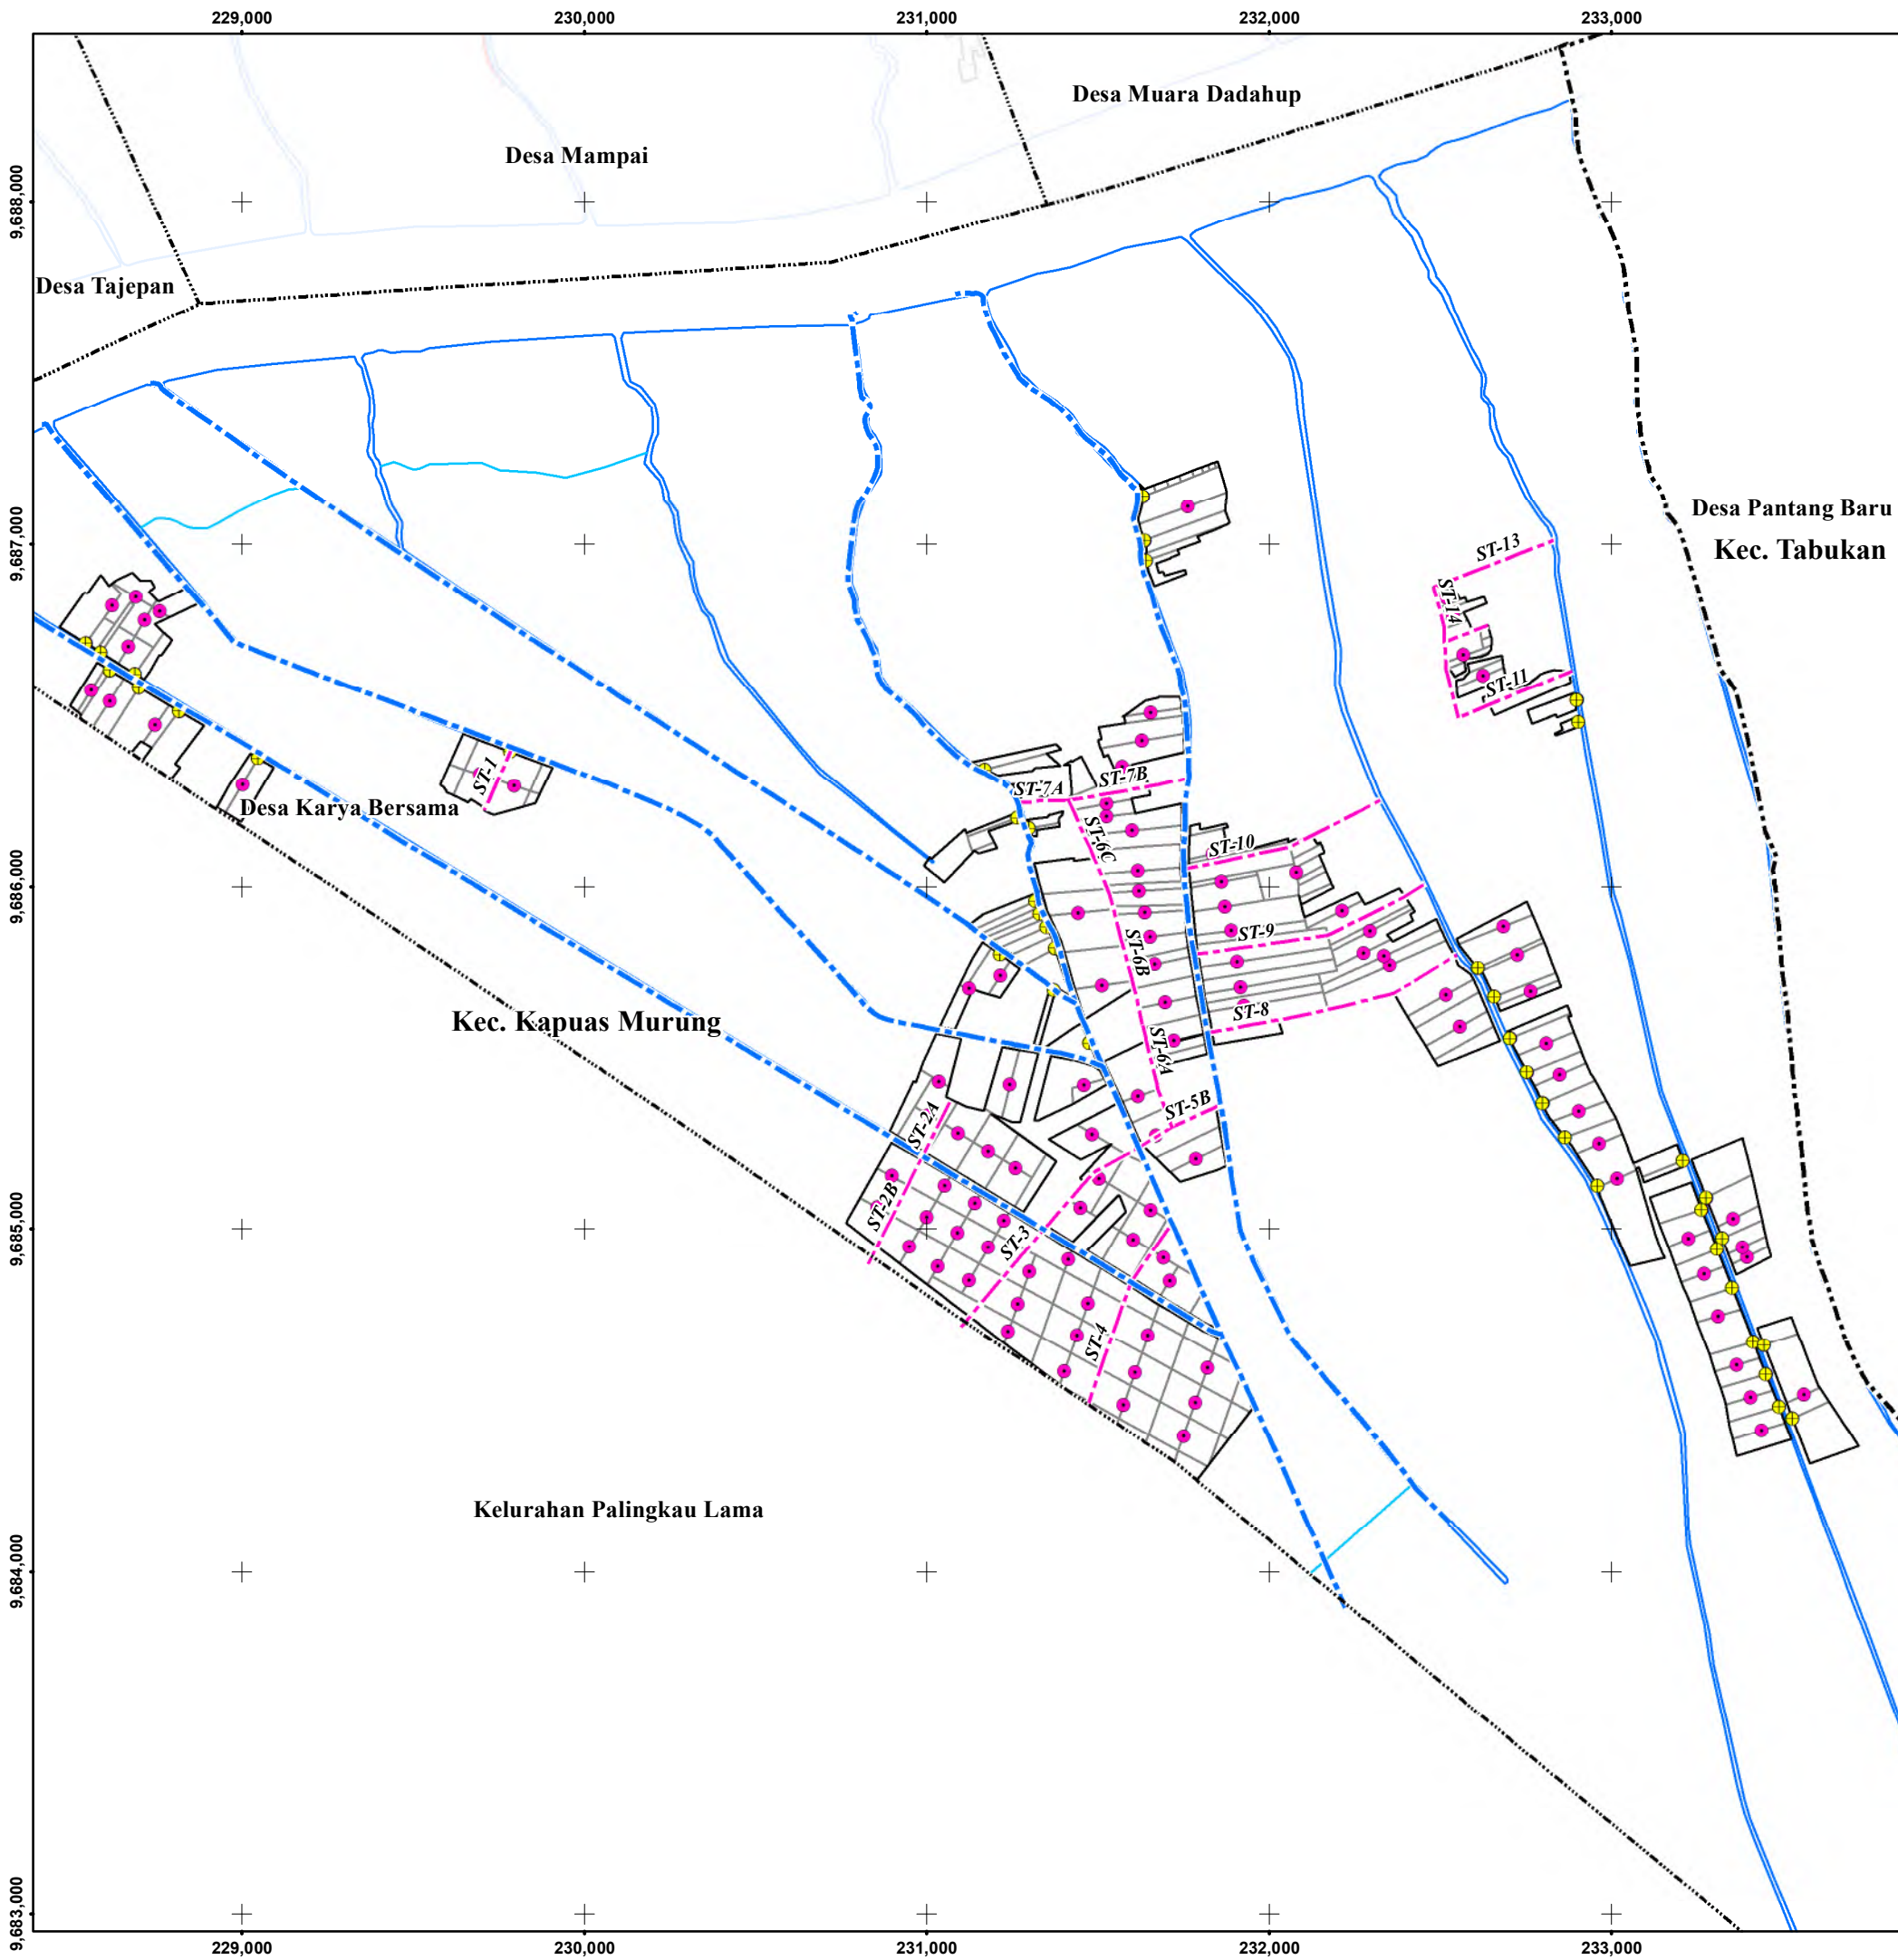 229,000
230,000
231,000
232,000
233,000
Desa Muara Dadahup
Desa Mampai
9,688,000
Desa Tajepan
Desa Pantang Baru
Kec. Tabukan
9,687,000
ST-13
ST-14
ST-11
ST-1
Desa Karya Bersama
ST-7A
ST-7B
ST-6C
ST-10
9,686,000
ST-9
ST-6B
ST-8
Kec. Kapuas Murung
ST-6A
ST-5B
ST-2A
ST-2B
9,685,000
ST-3
ST-4
Kelurahan Palingkau Lama
9,684,000
9,683,000
229,000
230,000
231,000
232,000
233,000